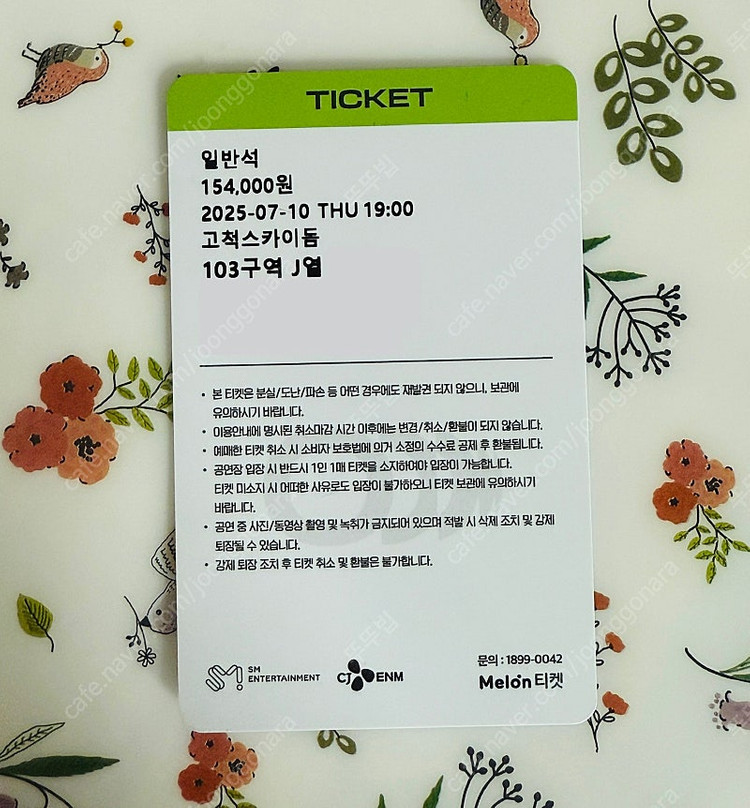 TICKET
일반석
154,000원
2025-07-10 THU 19:00
고척스카이돔
103구역 J열
• 본 티켓은 분실/도난/파손 등 어떤 경우에도 재발권 되지 않으니, 보관에
유의하시기 바랍니다.
• 이용안내에 명시된 취소마감 시간 이후에는 변경/취소/환불이 되지 않습니다.
• 예매한 티켓 취소 시 소비자 보호법에 의거 소정의 수수료 공제 후 환불됩니다.
• 공연장 입장 시 반드시 1인 1매 티켓을 소지하여야 입장이 가능합니다.
티켓 미소지 시 어떠한 사유로도 입장이 불가하오니 티켓 보관에 유의하시기
바랍니다.
• 공연 중 사진/동영상 촬영 및 녹취가 금지되어 있으며 적발 시 삭제 조치 및 강제
퇴장될 수 있습니다.
• 강제 퇴장 조치 후 티켓 취소 및 환불은 불가합니다.
SM
ENTERTAINMENT
CJ ENM
문의 : 1899-0042
Melon 티켓
cafe.naver.com/joonggonara
뚜뚜빕